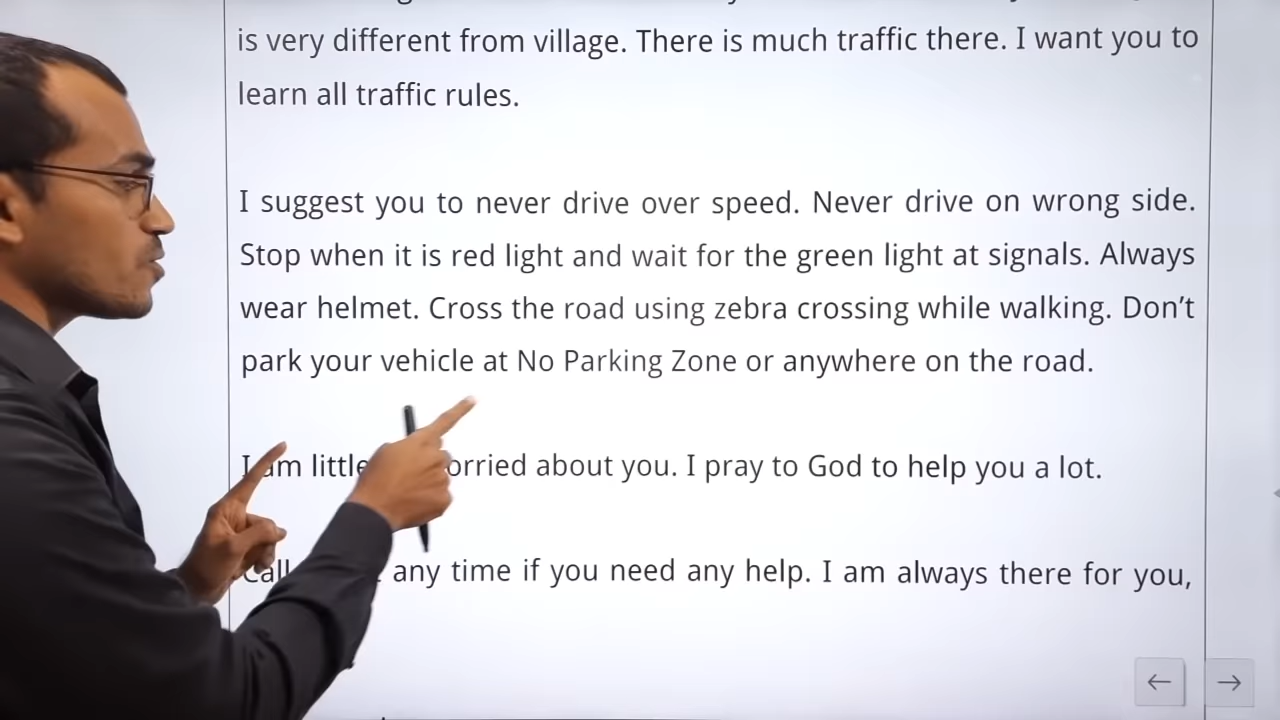 is very different from village. There is much traffic there. I want you to
learn all traffic rules.
I suggest you to never drive over speed. Never drive on wrong side.
Stop when it is red light and wait for the green light at signals. Always
wear helmet. Cross the road using zebra crossing while walking. Don’t
park your vehicle at No Parking Zone or anywhere on the road.
I am little orried about you. I pray to God to help you a lot.
Call any time if you need any help. I am always there for you,